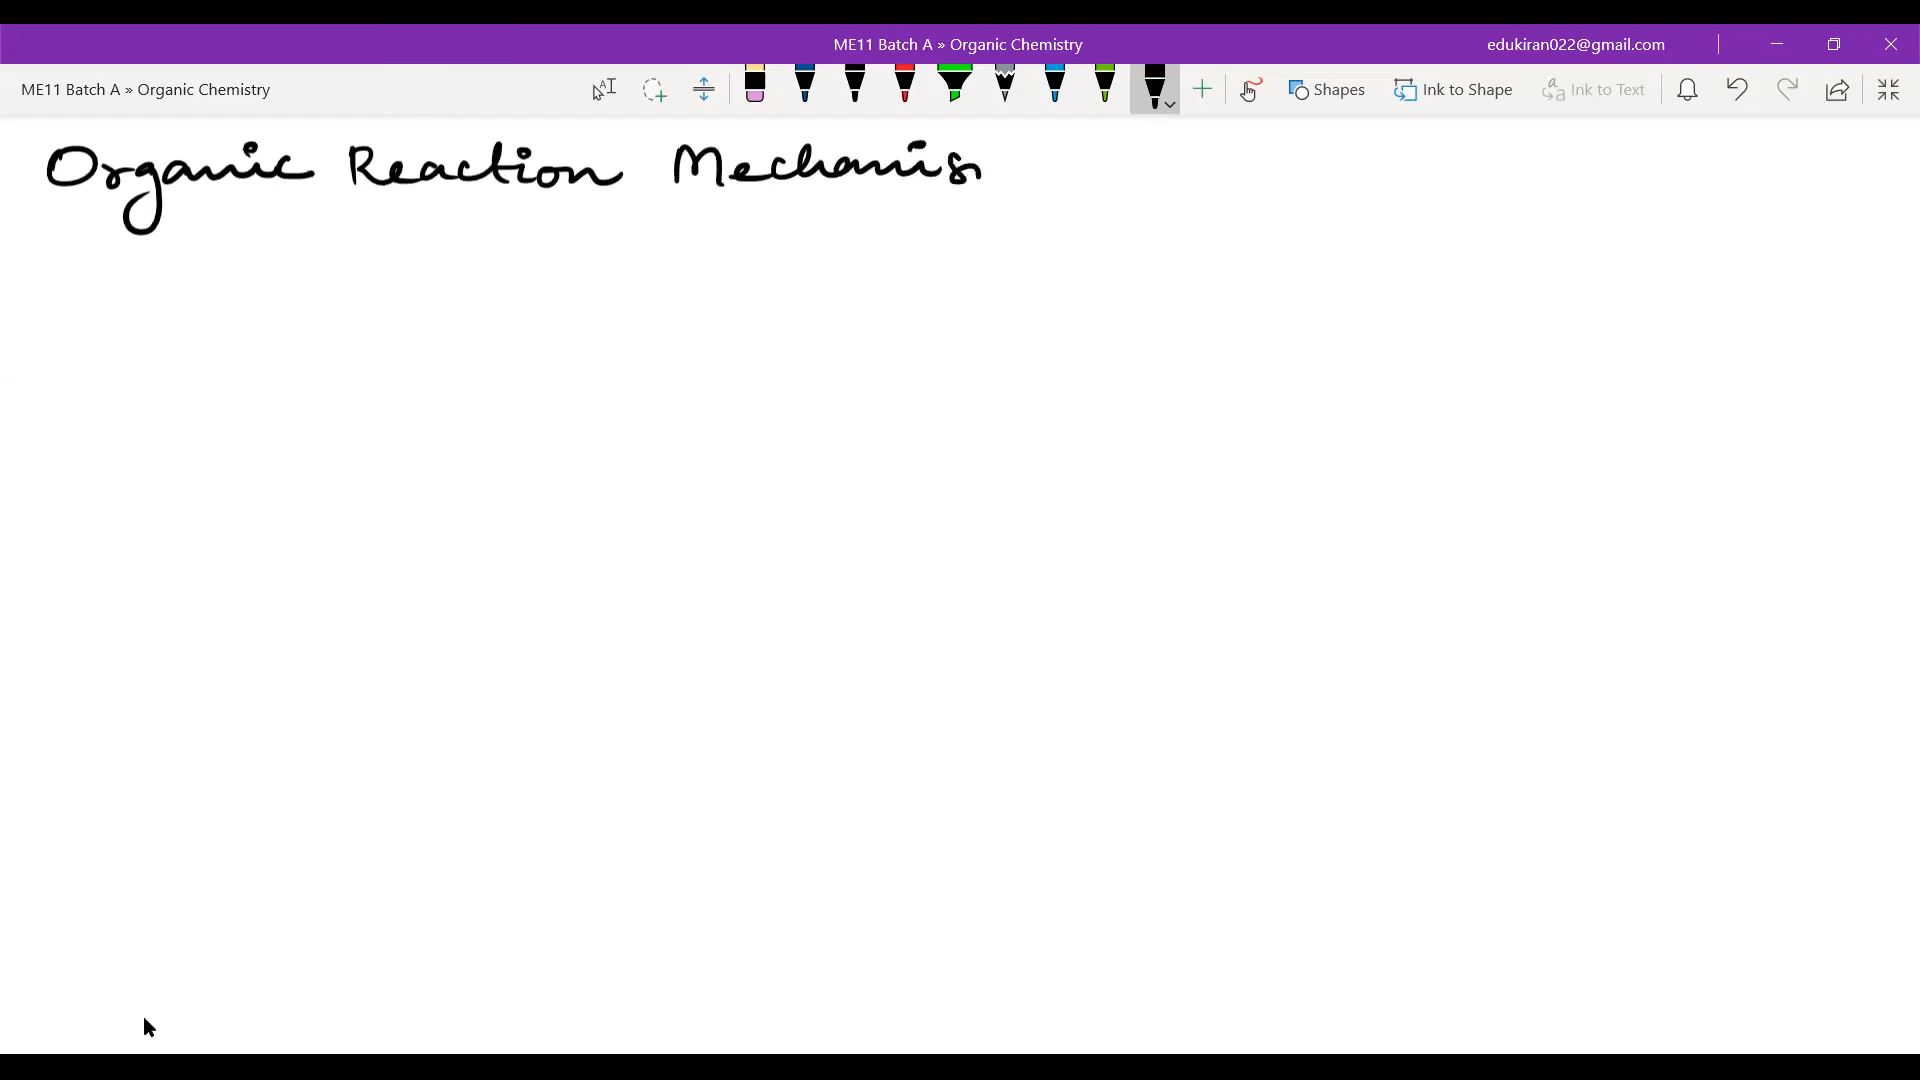 ME11 Batch A » Organic Chemistry
edukiran022@gmail.com
ME11 Batch A » Organic Chemistry
Shapes
Ink to Shape
Ink to Text
Organic Reaction Mechanis